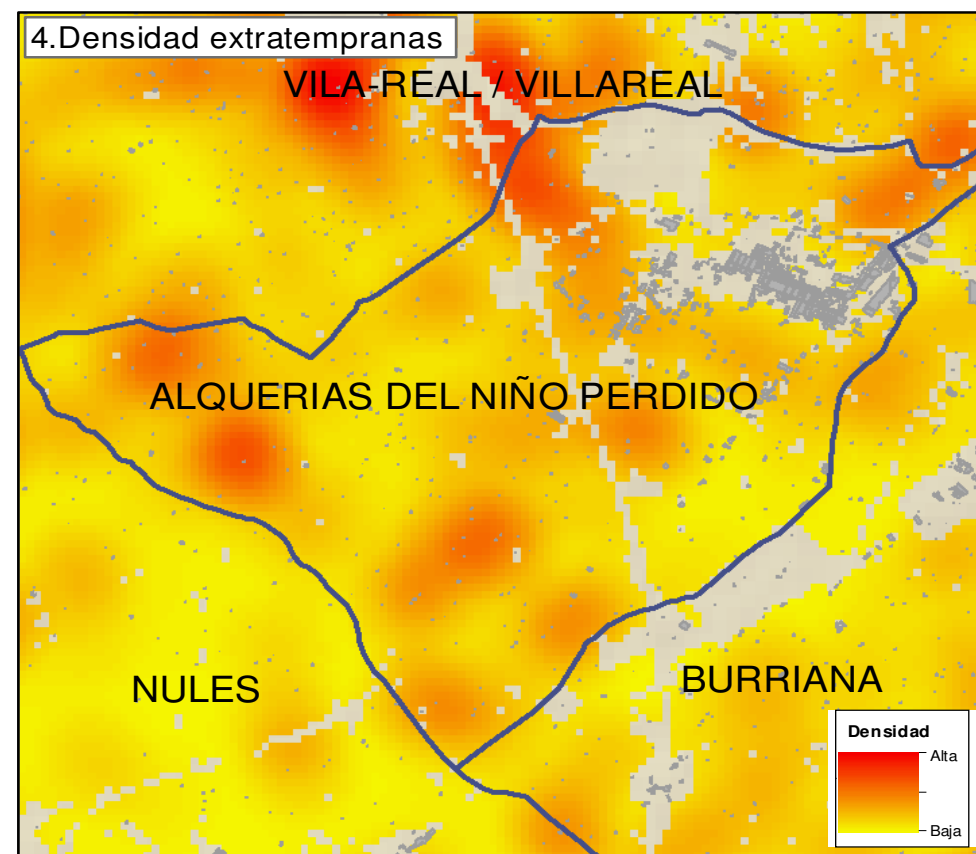 4.Densidad extratempranas
VILA-REAL / VILLAREAL
ALQUERIAS DEL NIÑO PERDIDO
NULES
BURRIANA
Densidad
Alta
Baja